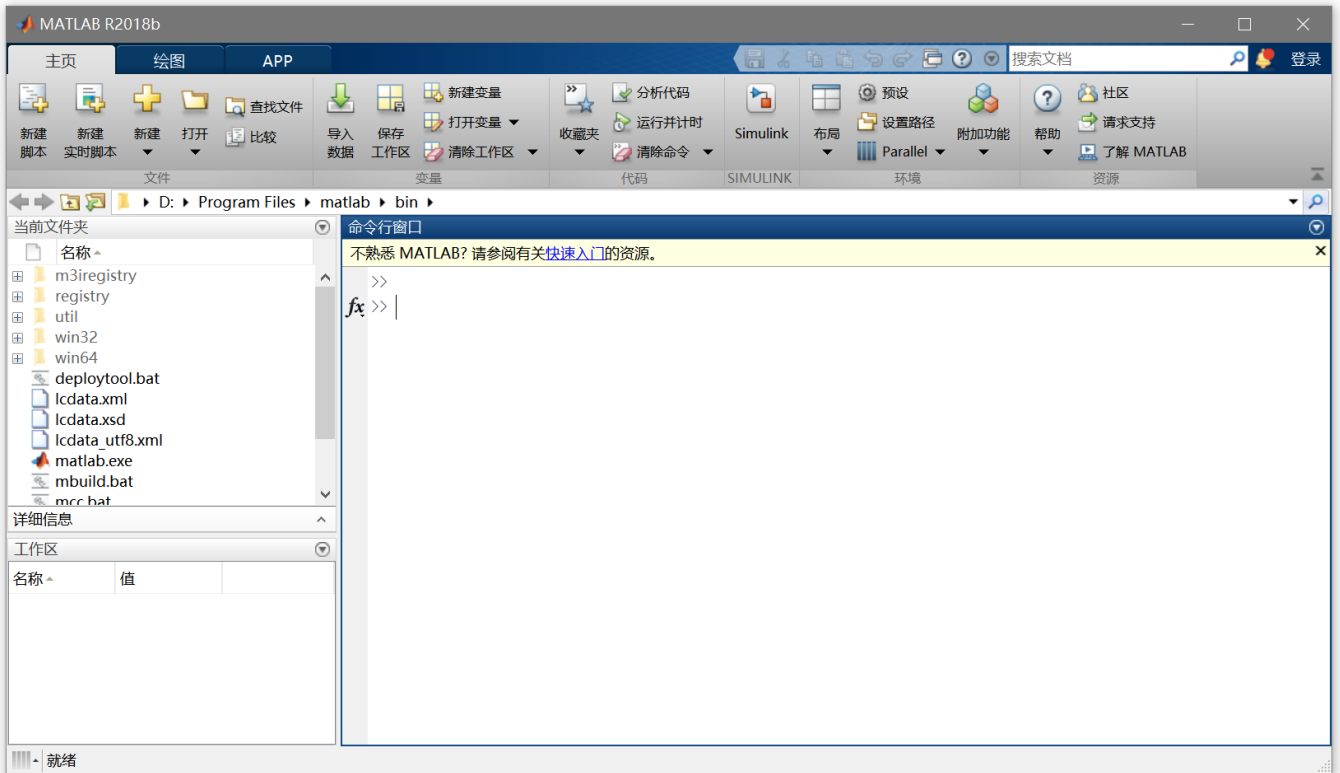 MATLAB R2018b
主页 绘图 APP 搜索文档 登录
新建脚本 新建实时脚本 新建 打开 查找文件 比较
导入数据 保存工作区 新建变量 打开变量 清除工作区
收藏夹 分析代码 运行并计时 清除命令
Simulink
布局 预设 设置路径 Parallel 附加功能
帮助 社区 请求支持 了解 MATLAB
文件 变量 代码 SIMULINK 环境 资源
D: Program Files matlab bin
当前文件夹
名称
m3iregistry
registry
util
win32
win64
deploytool.bat
lcdata.xml
lcdata.xsd
lcdata_utf8.xml
matlab.exe
mbuild.bat
mcc.bat
详细信息
工作区
名称 值
命令行窗口
不熟悉 MATLAB? 请参阅有关快速入门的资源。
>>
fx >>
就绪